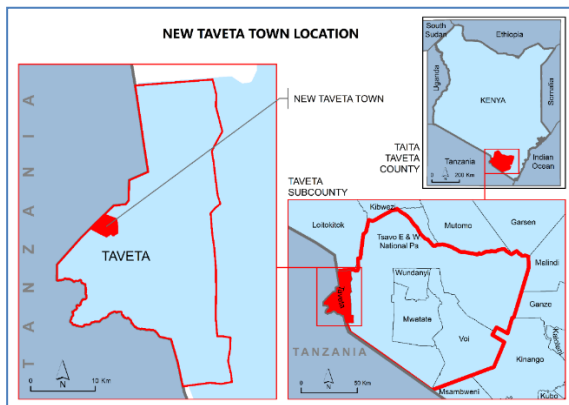 NEW TAVETA TOWN LOCATION
TANZANIA
NEW TAVETA TOWN
TAVETA
N
0 10 Km
South
Sudan
Ethiopia
Uganda
Somalia
KENYA
Tanzania
Indian
Ocean
N
0 200 Km
TAITA
TAVETA
COUNTY
TAVETA
SUBCOUNTY
Kibwezi
Loitokitok
Mutomo
Garsen
Tsavo E & W
National Pa
Malindi
Wundanyi
Taveta
Ganze
Mwatate
Voi
TANZANIA
Kinango
N
0 50 Km
Msambweni
Kubo